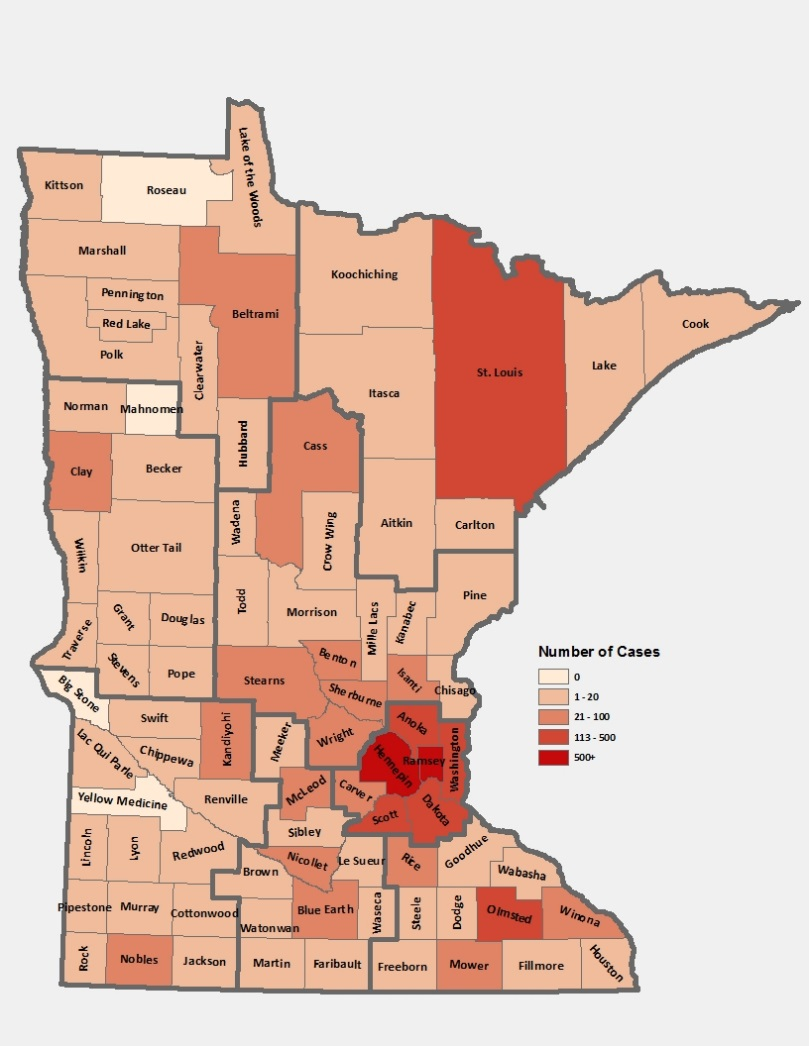 Lake of the Woods
Kittson
Roseau
Marshall
Koochiching
Pennington
Beltrami
Red Lake
Cook
Polk
Clearwater
Lake
St. Louis
Itasca
Norman
Mahnomen
Hubbard
Cass
Clay
Becker
Wadena
Crow Wing
Aitkin
Carlton
Wilkin
Otter Tail
Pine
Todd
Morrison
Mille Lacs
Kanabec
Grant
Douglas
Traverse
Benton
Number of Cases
Stevens
Pope
Stearns
Isanti
0
Big Stone
Sherburne
Chisago
1 - 20
Swift
21 - 100
Kandiyohi
Meeker
Wright
Anoka
113 - 500
Lac Qui Parle
Chippewa
Hennepin
Ramsey
Washington
500+
McLeod
Carver
Yellow Medicine
Renville
Scott
Dakota
Sibley
Lincoln
Lyon
Redwood
Nicollet
Le Sueur
Rice
Goodhue
Brown
Wabasha
Pipestone
Murray
Cottonwood
Blue Earth
Waseca
Steele
Dodge
Olmsted
Winona
Watonwan
Rock
Nobles
Jackson
Martin
Faribault
Freeborn
Mower
Fillmore
Houston